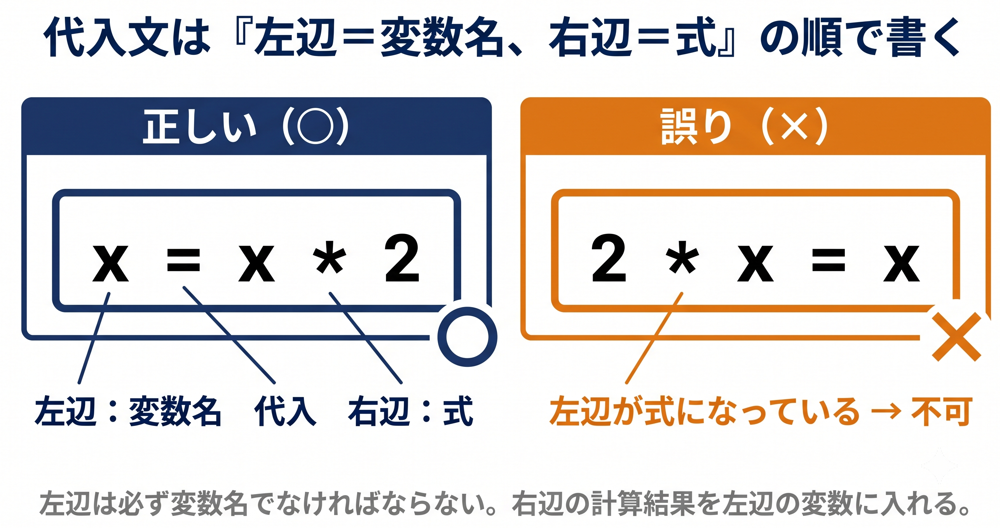 代入文は『左辺＝変数名、右辺＝式』の順で書く
正しい（○）
x = x * 2
左辺：変数名　代入　右辺：式
誤り（×）
2 * x = x
左辺が式になっている → 不可
左辺は必ず変数名でなければならない。右辺の計算結果を左辺の変数に入れる。